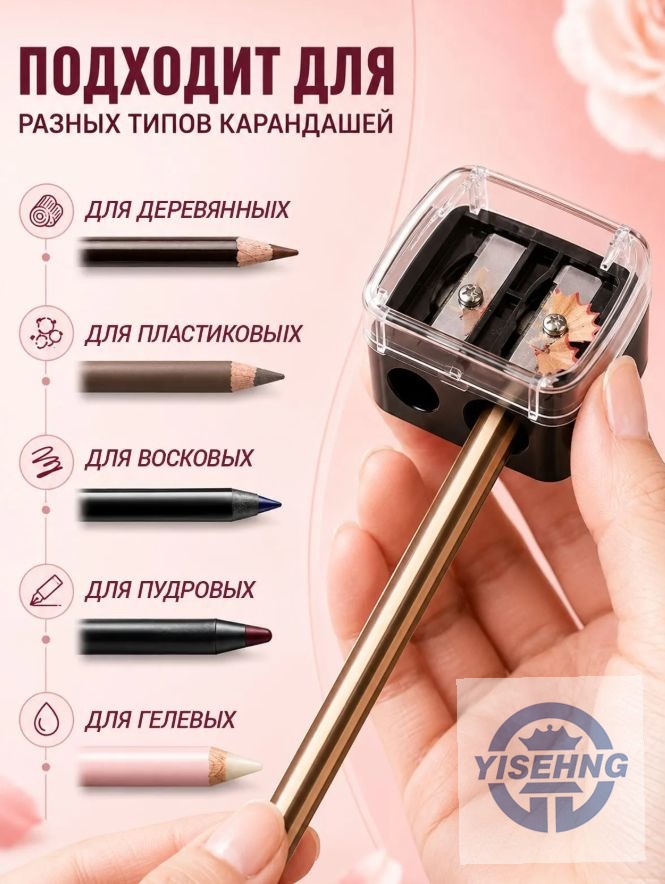 ПОДХОДИТ ДЛЯ
РАЗНЫХ ТИПОВ КАРАНДАШЕЙ
ДЛЯ ДЕРЕВЯННЫХ
ДЛЯ ПЛАСТИКОВЫХ
ДЛЯ ВОСКОВЫХ
ДЛЯ ПУДРОВЫХ
ДЛЯ ГЕЛЕВЫХ
YISEHNG